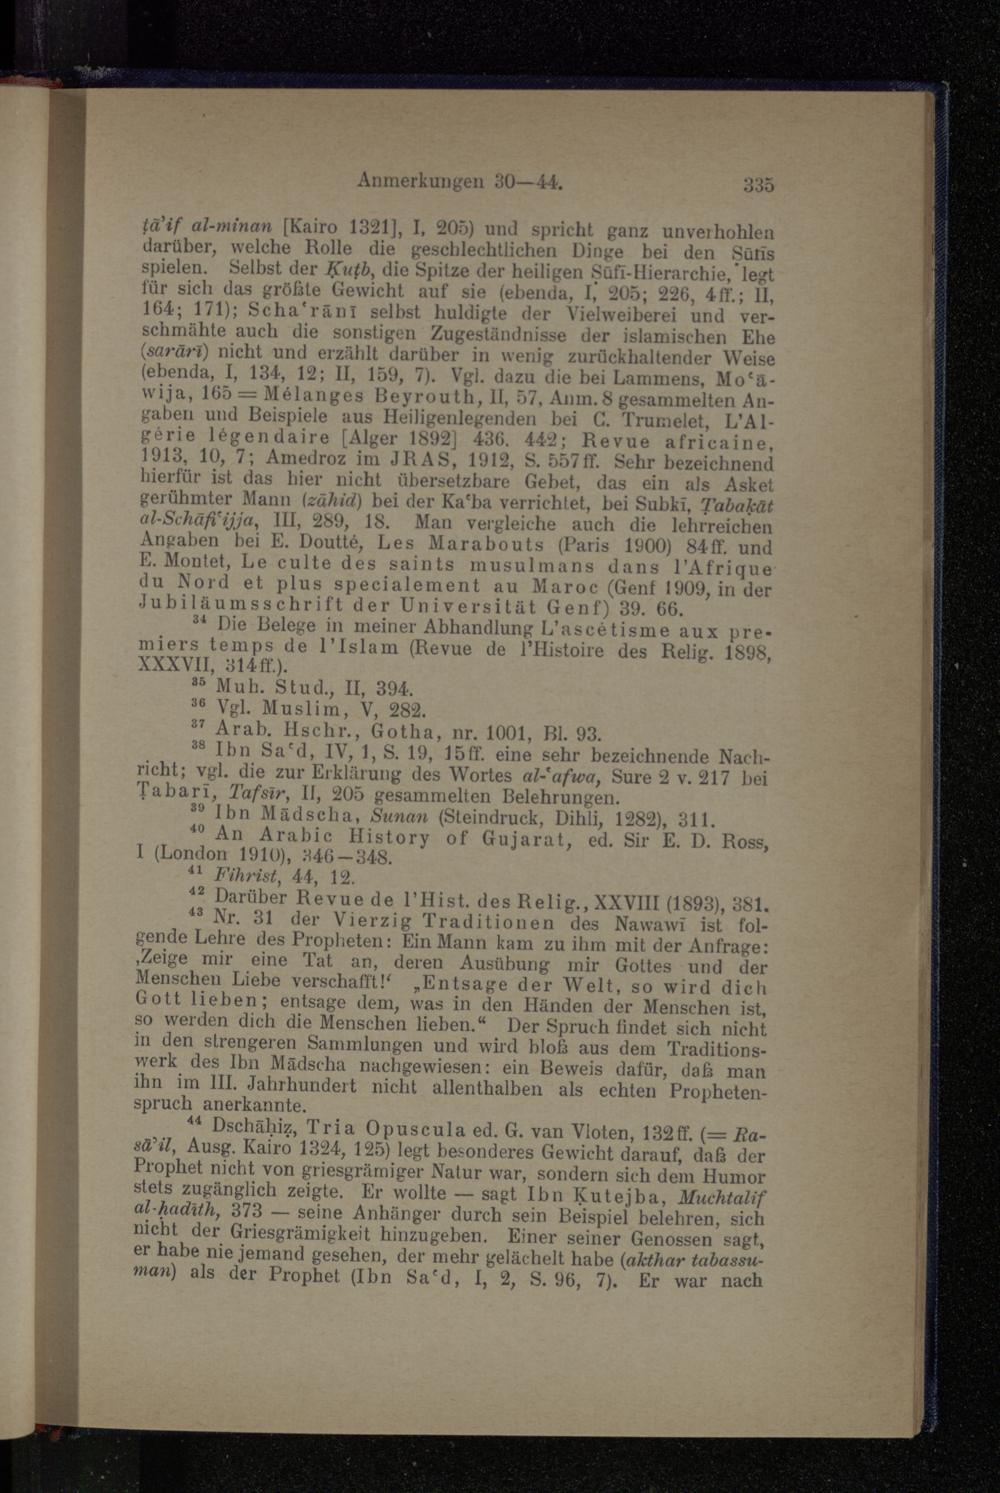 Anmerkungen 30—44. 335
ṭā’if al-minan [Kairo 1321], I, 205) und spricht ganz unverhohlen
darüber, welche Rolle die geschlechtlichen Dinge bei den Ṣūfīs
spielen. Selbst der Ḳuṭb, die Spitze der heiligen Ṣūfī-Hierarchie, legt
für sich das größte Gewicht auf sie (ebenda, I, 205; 226, 4 ff.; II,
164; 171); Schaʿrānī selbst huldigte der Vielweiberei und ver-
schmähte auch die sonstigen Zugeständnisse der islamischen Ehe
(sarārī) nicht und erzählt darüber in wenig zurückhaltender Weise
(ebenda, I, 134, 12; II, 159, 7). Vgl. dazu die bei Lammens, Moʿā-
wija, 165 = Mélanges Beyrouth, II, 57, Anm. 8 gesammelten An-
gaben und Beispiele aus Heiligenlegenden bei C. Trumelet, L’Al-
gérie légendaire [Alger 1892] 436. 442; Revue africaine,
1913, 10, 7; Amedroz im JRAS, 1912, S. 557 ff. Sehr bezeichnend
hierfür ist das hier nicht übersetzbare Gebet, das ein als Asket
gerühmter Mann (zāhid) bei der Kaʿba verrichtet, bei Subkī, Ṭabaḳāt
al-Schāfiʿijja, III, 289, 18. Man vergleiche auch die lehrreichen
Angaben bei E. Doutté, Les Marabouts (Paris 1900) 84 ff. und
E. Montet, Le culte des saints musulmans dans l’Afrique
du Nord et plus specialement au Maroc (Genf 1909, in der
Jubiläumsschrift der Universität Genf) 39. 66.
³⁴ Die Belege in meiner Abhandlung L’ascétisme aux pre-
miers temps de l’Islam (Revue de l’Histoire des Relig. 1898,
XXXVII, 314 ff.).
³⁵ Muh. Stud., II, 394.
³⁶ Vgl. Muslim, V, 282.
³⁷ Arab. Hschr., Gotha, nr. 1001, Bl. 93.
³⁸ Ibn Saʿd, IV, 1, S. 19, 15 ff. eine sehr bezeichnende Nach-
richt; vgl. die zur Erklärung des Wortes al-ʿafwa, Sure 2 v. 217 bei
Ṭabarī, Tafsīr, II, 205 gesammelten Belehrungen.
³⁹ Ibn Mādscha, Sunan (Steindruck, Dihli, 1282), 311.
⁴⁰ An Arabic History of Gujarat, ed. Sir E. D. Ross,
I (London 1910), 346—348.
⁴¹ Fihrist, 44, 12.
⁴² Darüber Revue de l’Hist. des Relig., XXVIII (1893), 381.
⁴³ Nr. 31 der Vierzig Traditionen des Nawawī ist fol-
gende Lehre des Propheten: Ein Mann kam zu ihm mit der Anfrage:
‚Zeige mir eine Tat an, deren Ausübung mir Gottes und der
Menschen Liebe verschafft!‘ „Entsage der Welt, so wird dich
Gott lieben; entsage dem, was in den Händen der Menschen ist,
so werden dich die Menschen lieben.“ Der Spruch findet sich nicht
in den strengeren Sammlungen und wird bloß aus dem Traditions-
werk des Ibn Mādscha nachgewiesen: ein Beweis dafür, daß man
ihn im III. Jahrhundert nicht allenthalben als echten Propheten-
spruch anerkannte.
⁴⁴ Dschāḥiẓ, Tria Opuscula ed. G. van Vloten, 132 ff. (= Ra-
sā’il, Ausg. Kairo 1324, 125) legt besonderes Gewicht darauf, daß der
Prophet nicht von griesgrämiger Natur war, sondern sich dem Humor
stets zugänglich zeigte. Er wollte — sagt Ibn Ḳutejba, Muchtalif
al-ḥadīth, 373 — seine Anhänger durch sein Beispiel belehren, sich
nicht der Griesgrämigkeit hinzugeben. Einer seiner Genossen sagt,
er habe nie jemand gesehen, der mehr gelächelt habe (akthar tabassu-
man) als der Prophet (Ibn Saʿd, I, 2, S. 96, 7). Er war nach